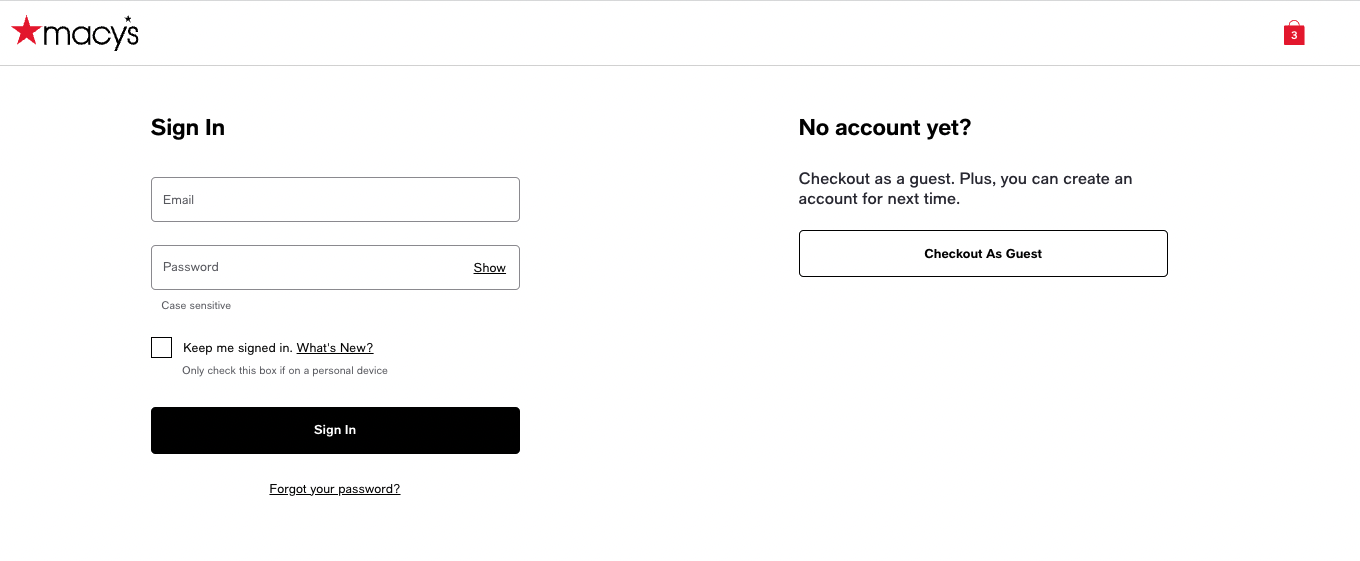 macy's
3
Sign In
Email
Password
Show
Case sensitive
Keep me signed in. What's New?
Only check this box if on a personal device
Sign In
Forgot your password?
No account yet?
Checkout as a guest. Plus, you can create an
account for next time.
Checkout As Guest